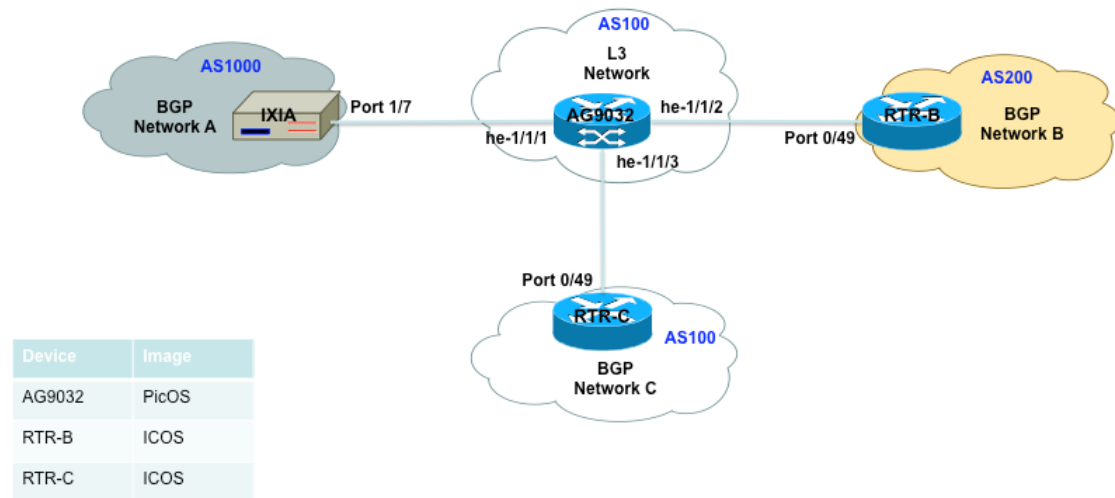 AS100
L3
Network
AS1000
BGP
Network A
IXIA
Port 1/7
he-1/1/1
AG9032
he-1/1/2
he-1/1/3
AS200
RTR-B
BGP
Network B
Port 0/49
Port 0/49
RTR-C
AS100
BGP
Network C
Device Image
AG9032 PicOS
RTR-B ICOS
RTR-C ICOS